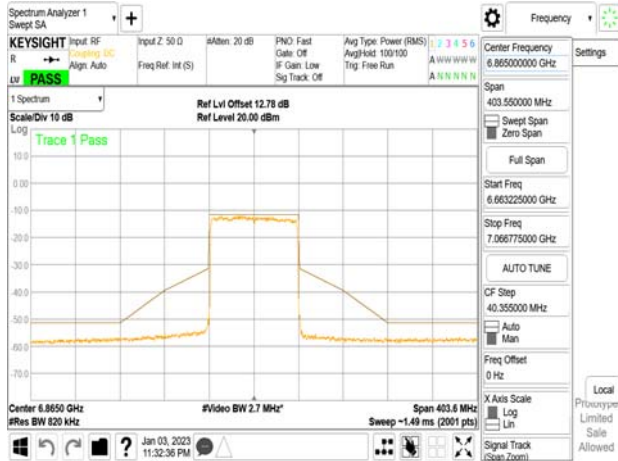 Spectrum Analyzer 1
Swept SA
+
Frequency
KEYSIGHT
R
LW PASS
Input: RF
Coupling: DC
Align: Auto
Input Z: 50 Ω
Freq Ref: Int (S)
#Atten: 20 dB
PNO: Fast
Gate: Off
IF Gain: Low
Sig Track: Off
Avg Type: Power (RMS)
Avg|Hold: 100/100
Trig: Free Run
1 2 3 4 5 6
A W W W W W
A N N N N N
1 Spectrum
Scale/Div 10 dB
Ref Lvl Offset 12.78 dB
Ref Level 20.00 dBm
Log
Trace 1 Pass
10.0
0.00
-10.0
-20.0
-30.0
-40.0
-50.0
-60.0
-70.0
Center 6.8650 GHz
#Res BW 820 kHz
#Video BW 2.7 MHz*
Span 403.6 MHz
Sweep ~1.49 ms (2001 pts)
?
Jan 03, 2023
11:32:36 PM
Center Frequency
6.865000000 GHz
Settings
Span
403.550000 MHz
Swept Span
Zero Span
Full Span
Start Freq
6.663225000 GHz
Stop Freq
7.066775000 GHz
AUTO TUNE
CF Step
40.355000 MHz
Auto
Man
Freq Offset
0 Hz
X Axis Scale
Log
Lin
Signal Track
(Span Zoom)
Local
Prototype
Limited
Sale
Allowed